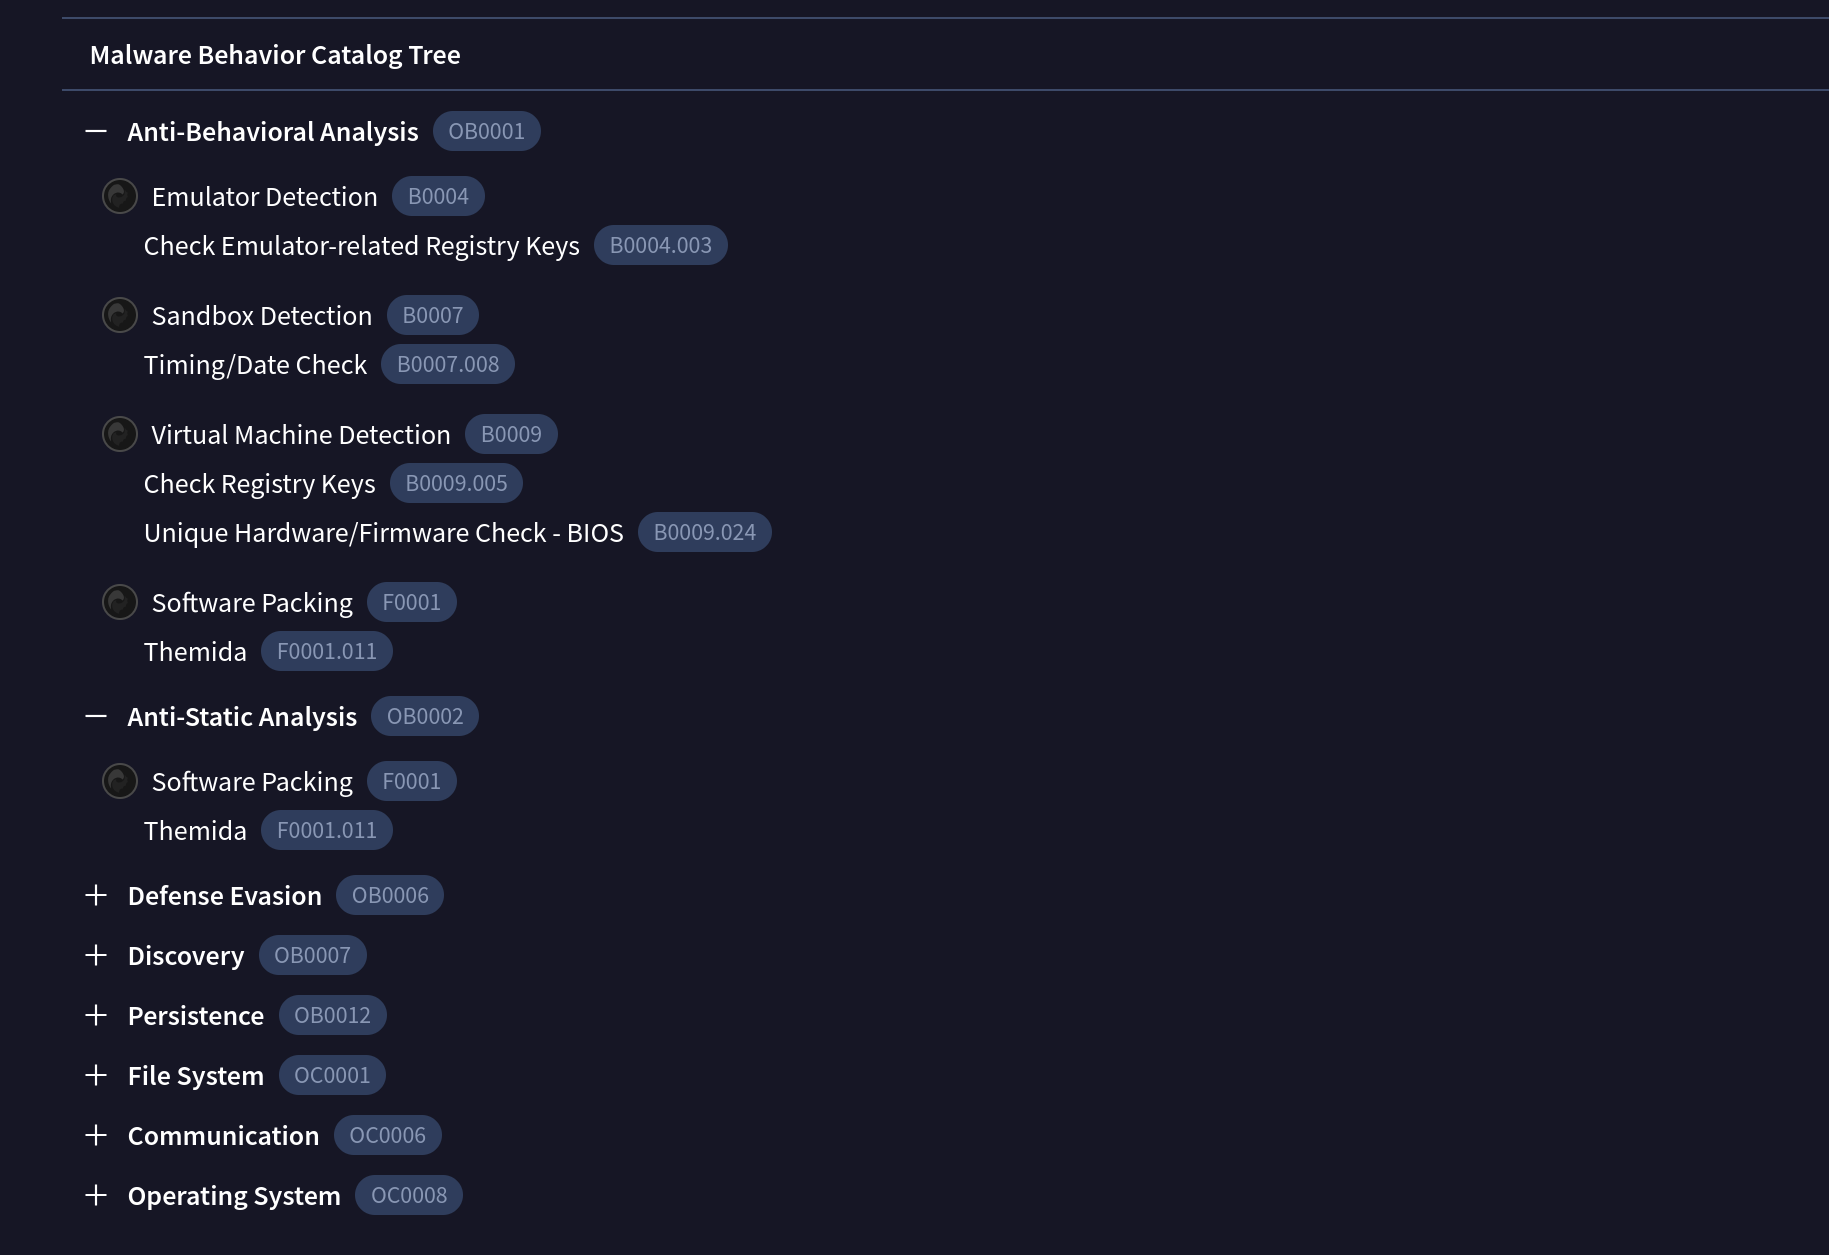 Malware Behavior Catalog Tree
Anti-Behavioral Analysis OB0001
Emulator Detection B0004
Check Emulator-related Registry Keys B0004.003
Sandbox Detection B0007
Timing/Date Check B0007.008
Virtual Machine Detection B0009
Check Registry Keys B0009.005
Unique Hardware/Firmware Check - BIOS B0009.024
Software Packing F0001
Themida F0001.011
Anti-Static Analysis OB0002
Software Packing F0001
Themida F0001.011
Defense Evasion OB0006
Discovery OB0007
Persistence OB0012
File System OC0001
Communication OC0006
Operating System OC0008